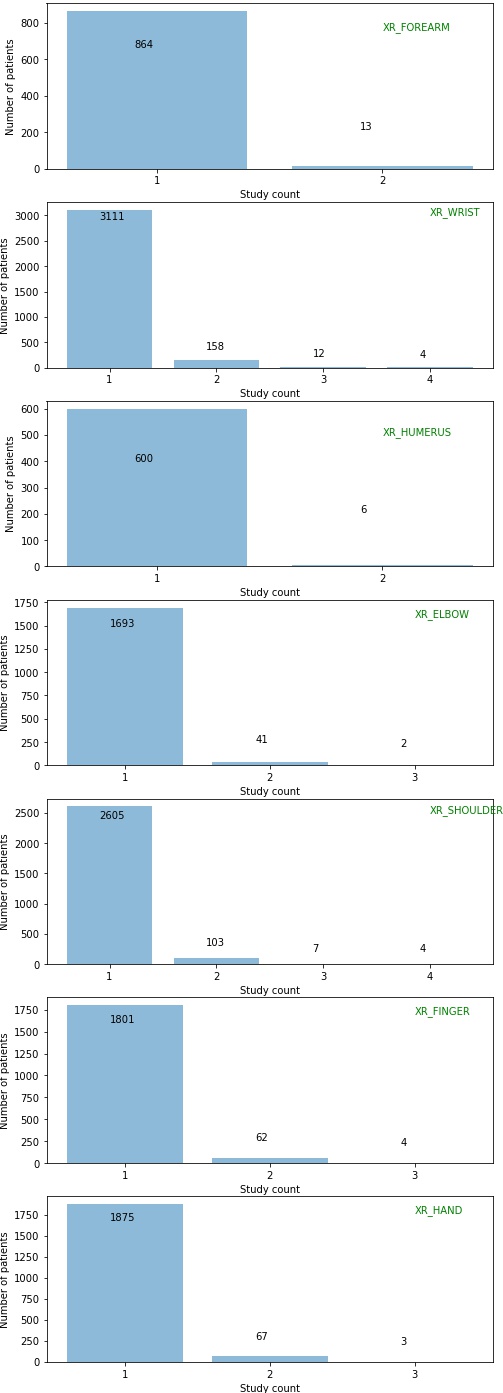 800
600
400
200
0
Number of patients
864
13
XR_FOREARM
1 2
Study count
3000
2500
2000
1500
1000
500
0
Number of patients
3111
158
12
4
XR_WRIST
1 2 3 4
Study count
600
500
400
300
200
100
0
Number of patients
600
6
XR_HUMERUS
1 2
Study count
1750
1500
1250
1000
750
500
250
0
Number of patients
1693
41
2
XR_ELBOW
1 2 3
Study count
2500
2000
1500
1000
500
0
Number of patients
2605
103
7
4
XR_SHOULDER
1 2 3 4
Study count
1750
1500
1250
1000
750
500
250
0
Number of patients
1801
62
4
XR_FINGER
1 2 3
Study count
1750
1500
1250
1000
750
500
250
0
Number of patients
1875
67
3
XR_HAND
1 2 3
Study count